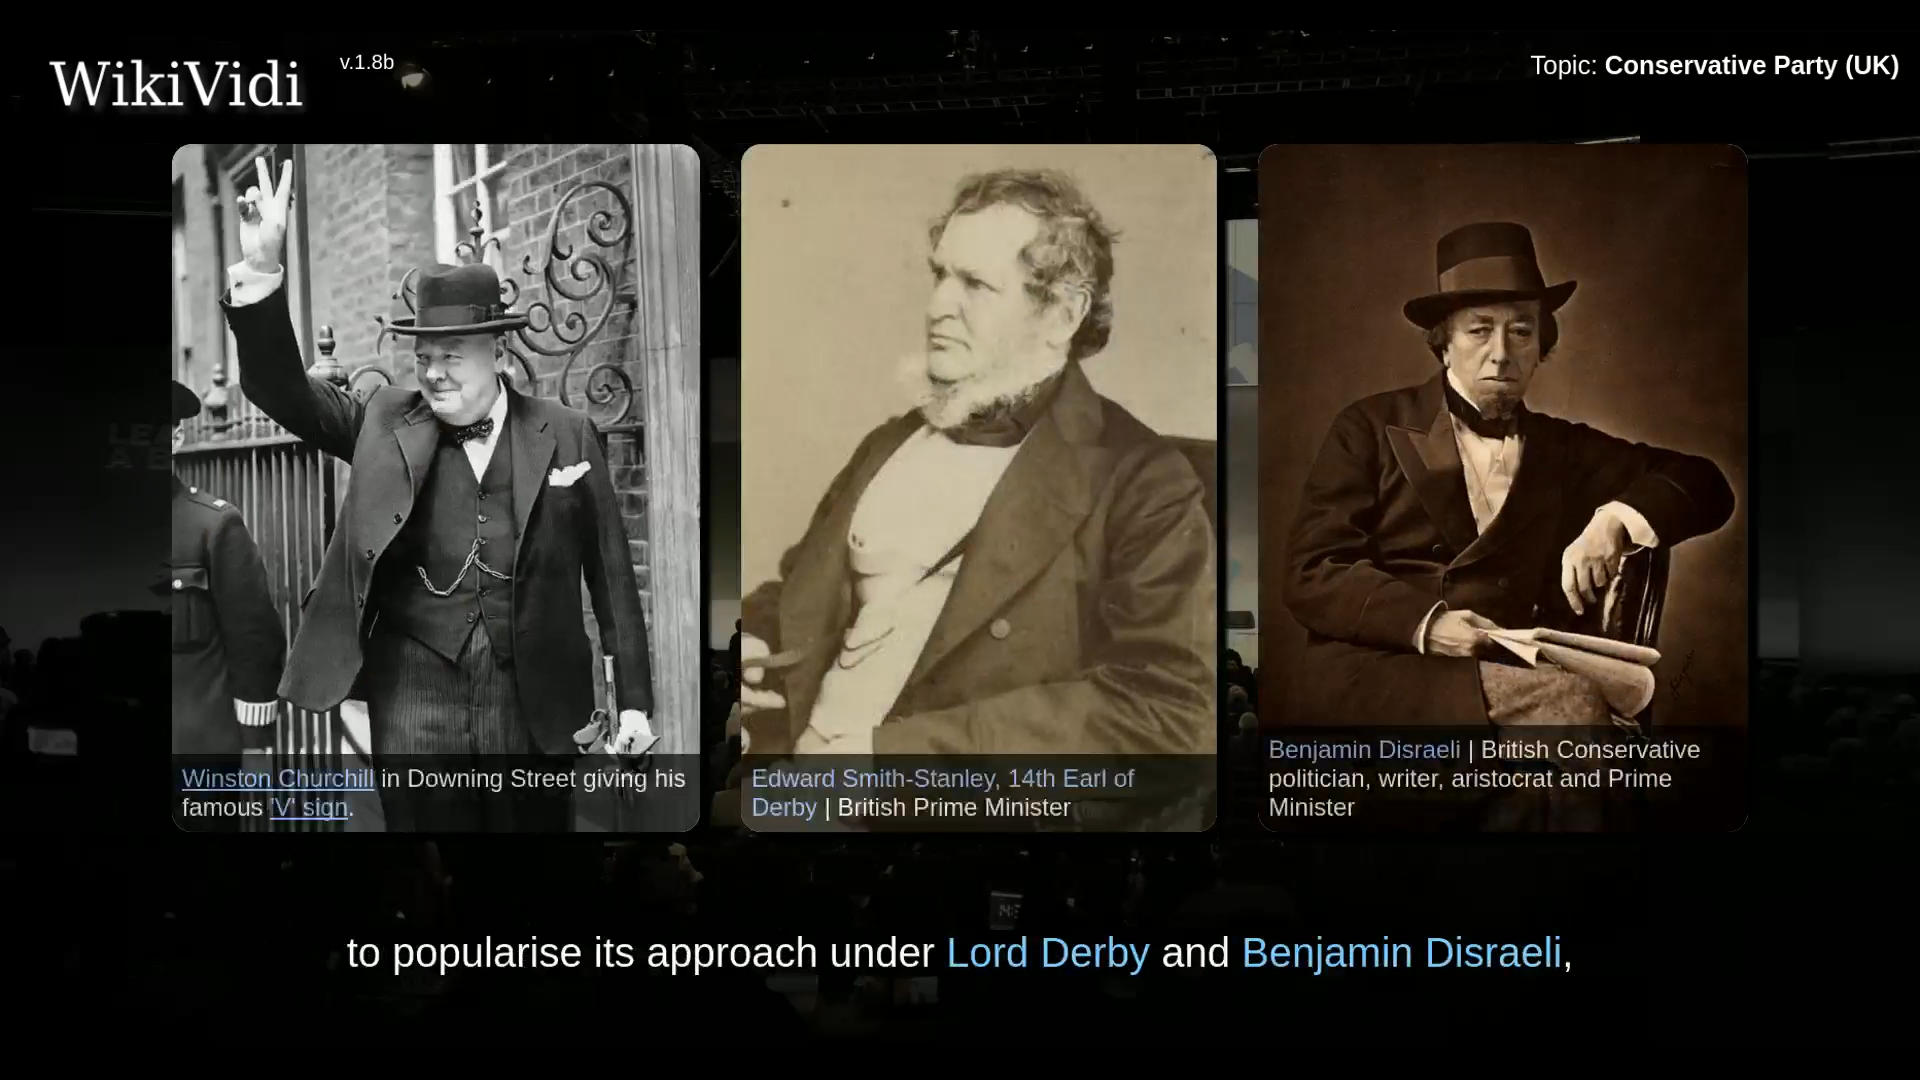 WikiVidi
v.1.8b
Topic: Conservative Party (UK)
Winston Churchill in Downing Street giving his
famous 'V' sign.
Edward Smith-Stanley, 14th Earl of
Derby | British Prime Minister
Benjamin Disraeli | British Conservative
politician, writer, aristocrat and Prime
Minister
to popularise its approach under Lord Derby and Benjamin Disraeli,